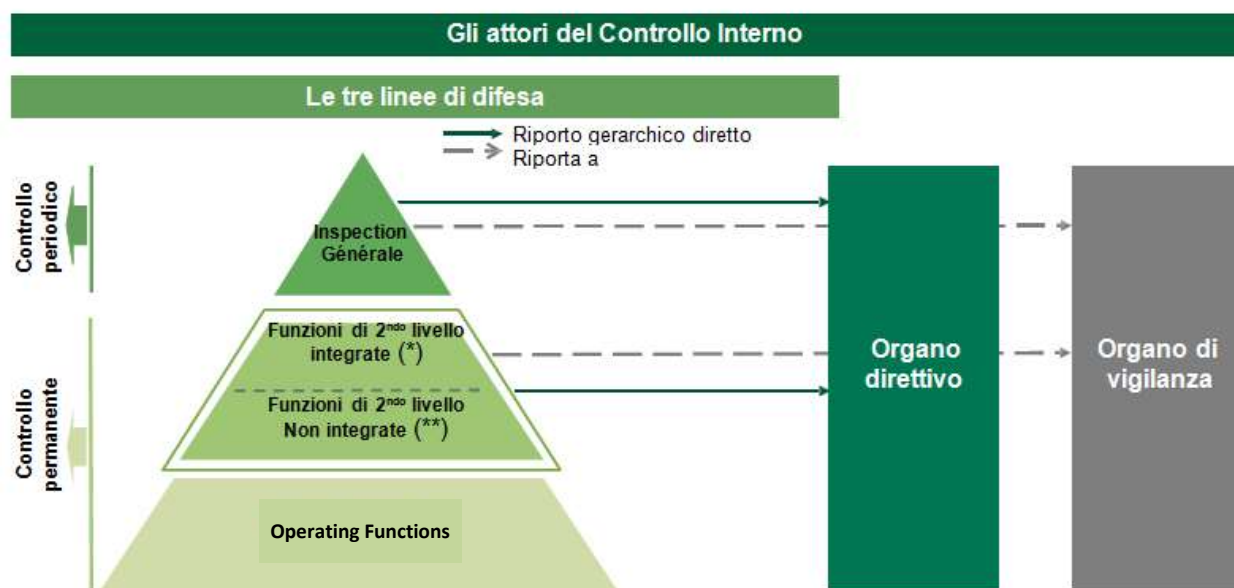 Gli attori del Controllo Interno
Le tre linee di difesa
Riporto gerarchico diretto
Riporta a
Controllo
periodico
Inspection
Générale
Controllo
permanente
Funzioni di 2ndo livello
integrate (*)
Funzioni di 2ndo livello
Non integrate (**)
Operating Functions
Organo
direttivo
Organo di
vigilanza